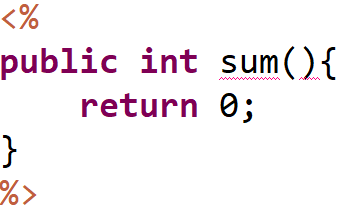 <%
public int sum(){
    return 0;
}
%>